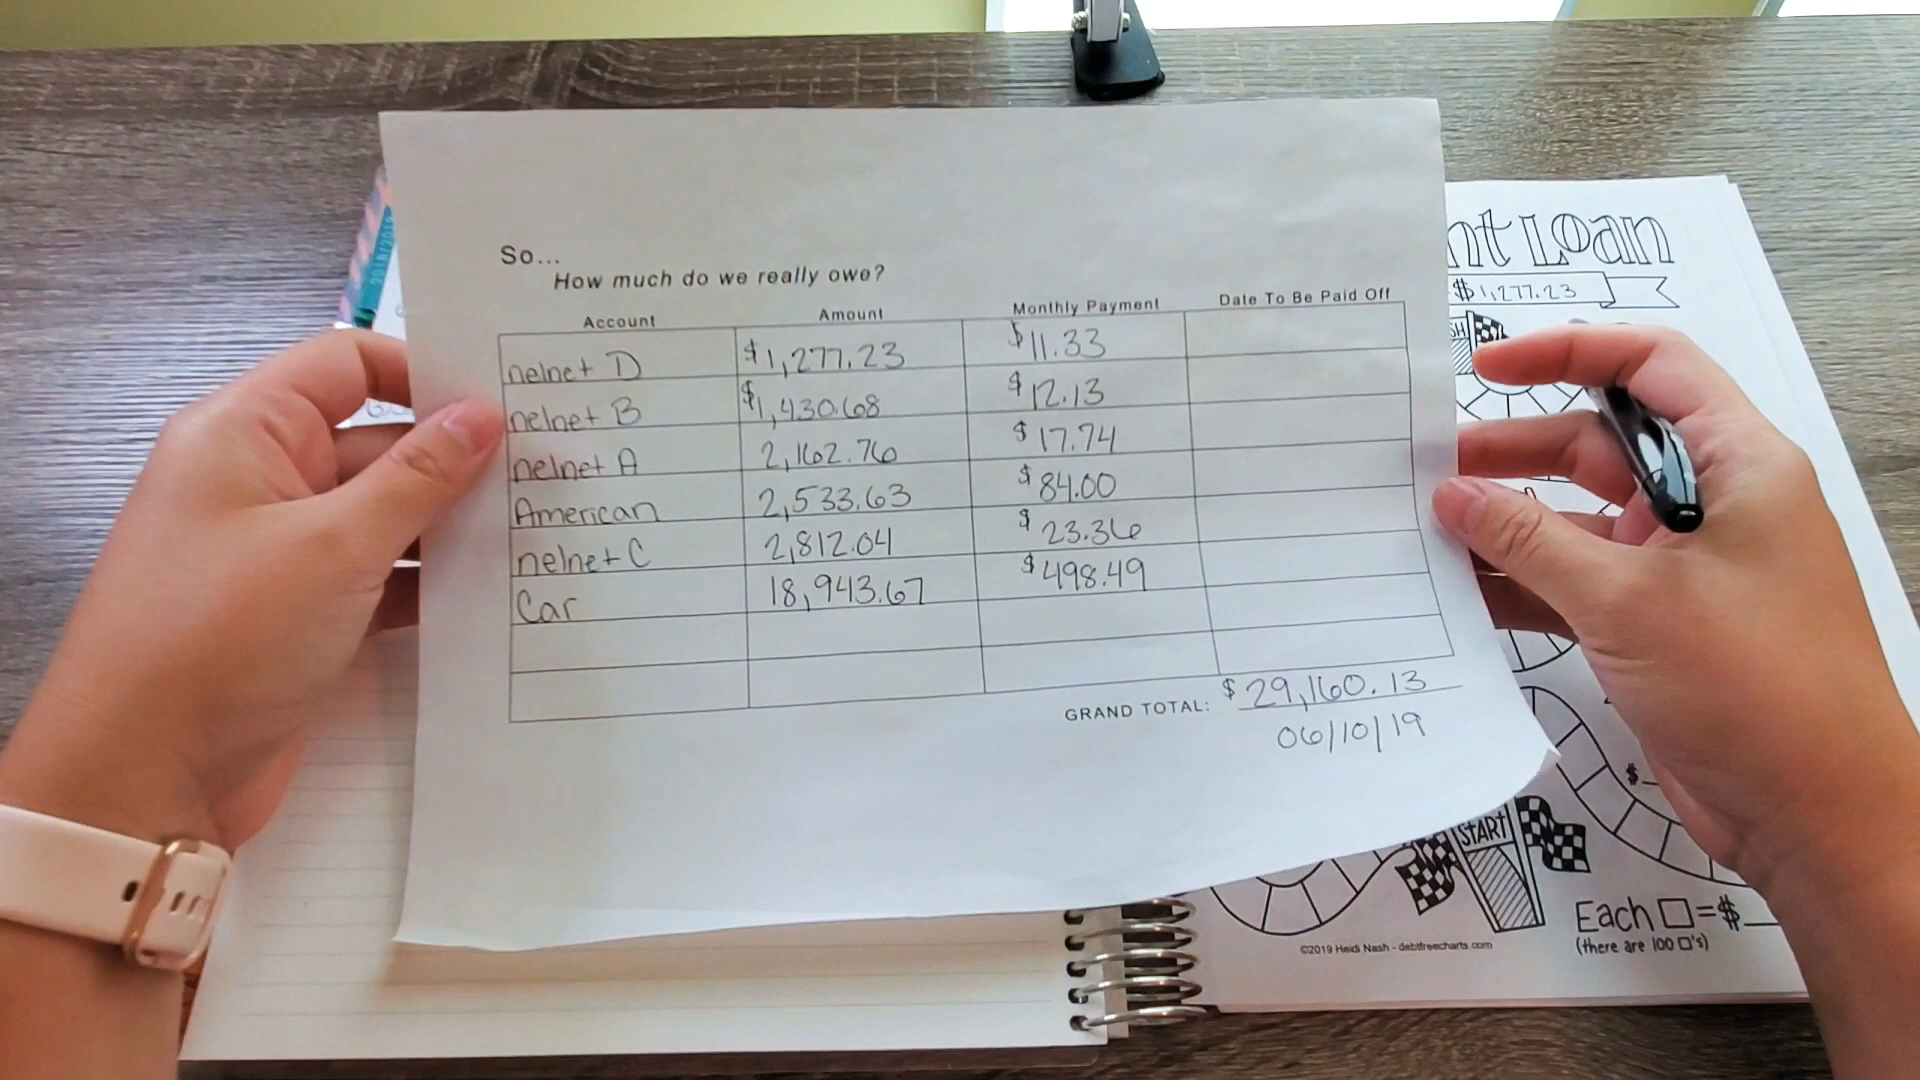 So...
How much do we really owe?
Account Amount Monthly Payment Date To Be Paid Off
nelnet D $1,277.23 $11.33
nelnet B $1,430.68 $12.13
nelnet A 2,162.76 $17.74
American 2,533.63 $84.00
nelnet C 2,812.04 $23.36
Car 18,943.67 $498.49
GRAND TOTAL: $29,160.13
06/10/19
2018/2019
nt Loan
$1,277.23
SH
$
START
Each □=$
(there are 100 □'s)
©2019 Heidi Nash - debtfreecharts.com